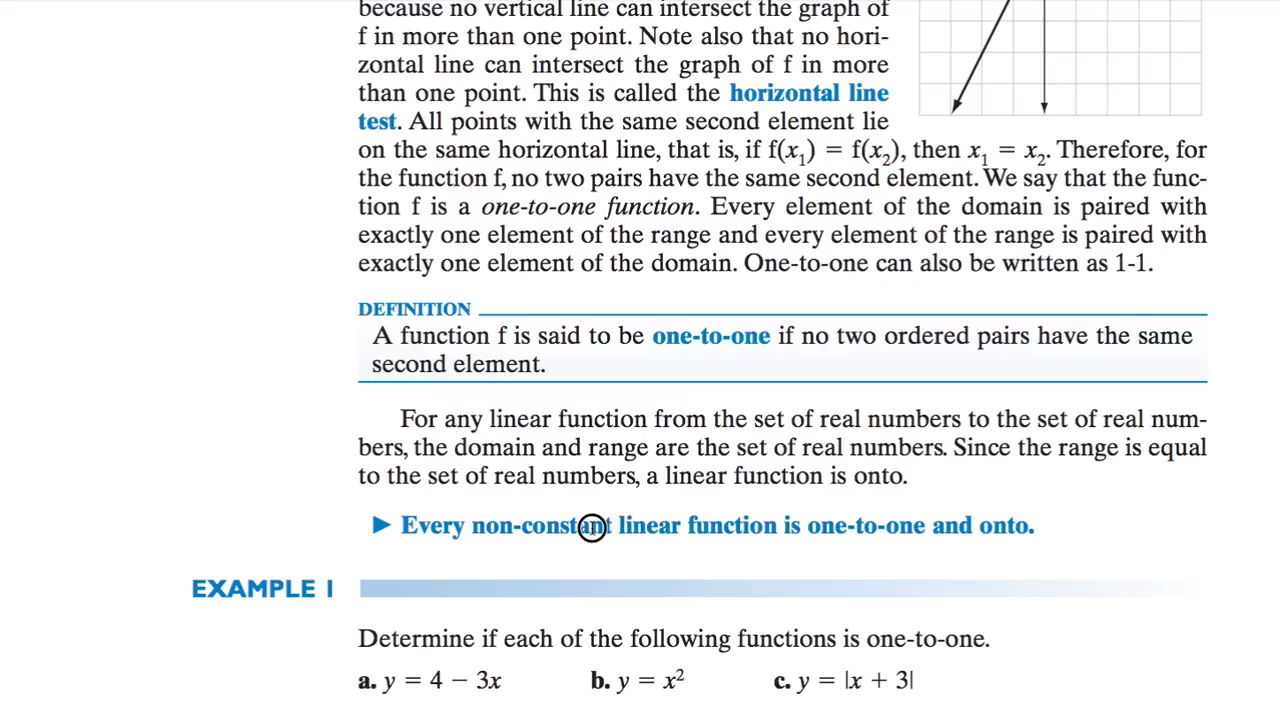 because no vertical line can intersect the graph of
f in more than one point. Note also that no hori-
zontal line can intersect the graph of f in more
than one point. This is called the horizontal line
test. All points with the same second element lie
on the same horizontal line, that is, if f(x₁) = f(x₂), then x₁ = x₂. Therefore, for
the function f, no two pairs have the same second element. We say that the func-
tion f is a one-to-one function. Every element of the domain is paired with
exactly one element of the range and every element of the range is paired with
exactly one element of the domain. One-to-one can also be written as 1-1.
DEFINITION
A function f is said to be one-to-one if no two ordered pairs have the same
second element.
For any linear function from the set of real numbers to the set of real num-
bers, the domain and range are the set of real numbers. Since the range is equal
to the set of real numbers, a linear function is onto.
► Every non-constant linear function is one-to-one and onto.
EXAMPLE 1
Determine if each of the following functions is one-to-one.
a. y = 4 − 3x b. y = x² c. y = |x + 3|